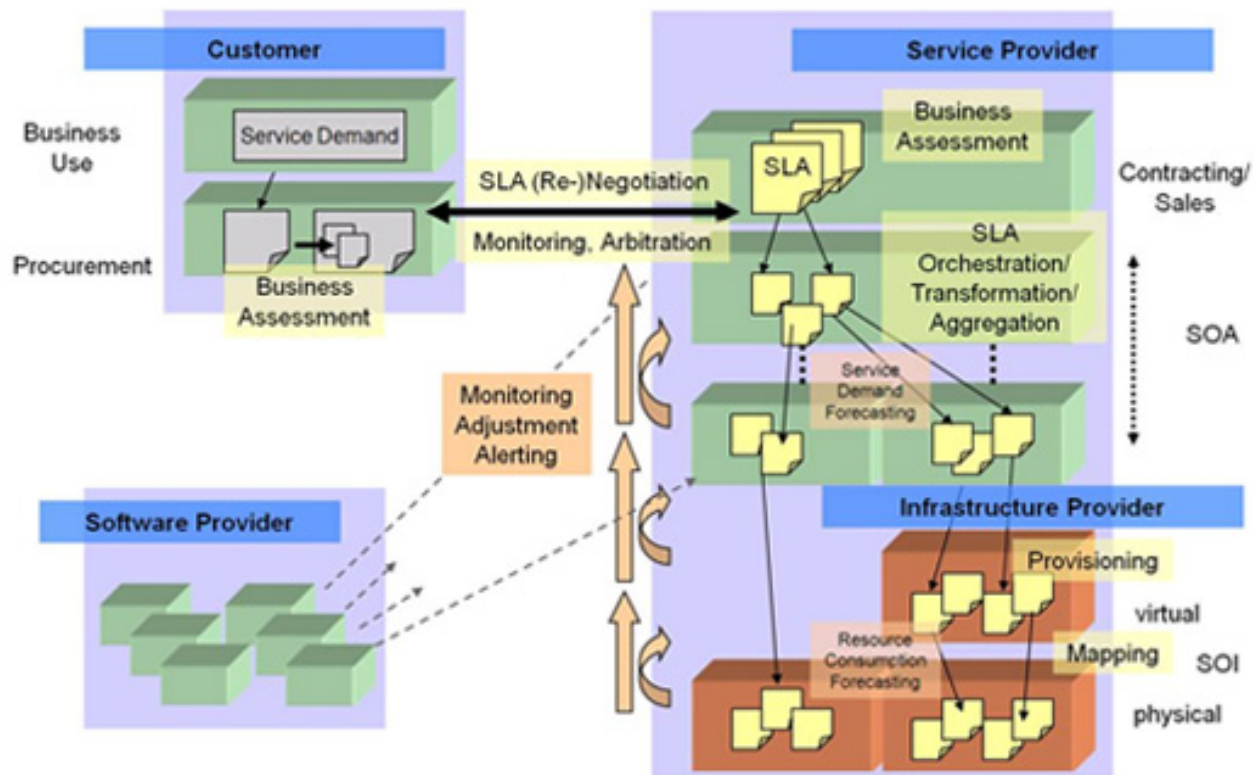 Customer
Service Provider
Business
Use
Service Demand
Procurement
Business
Assessment
SLA (Re-)Negotiation
Monitoring, Arbitration
Business
Assessment
SLA
Contracting/
Sales
SLA
Orchestration/
Transformation/
Aggregation
SOA
Service
Demand
Forecasting
Monitoring
Adjustment
Alerting
Software Provider
Infrastructure Provider
Provisioning
virtual
Resource
Consumption
Forecasting
Mapping
SOI
physical